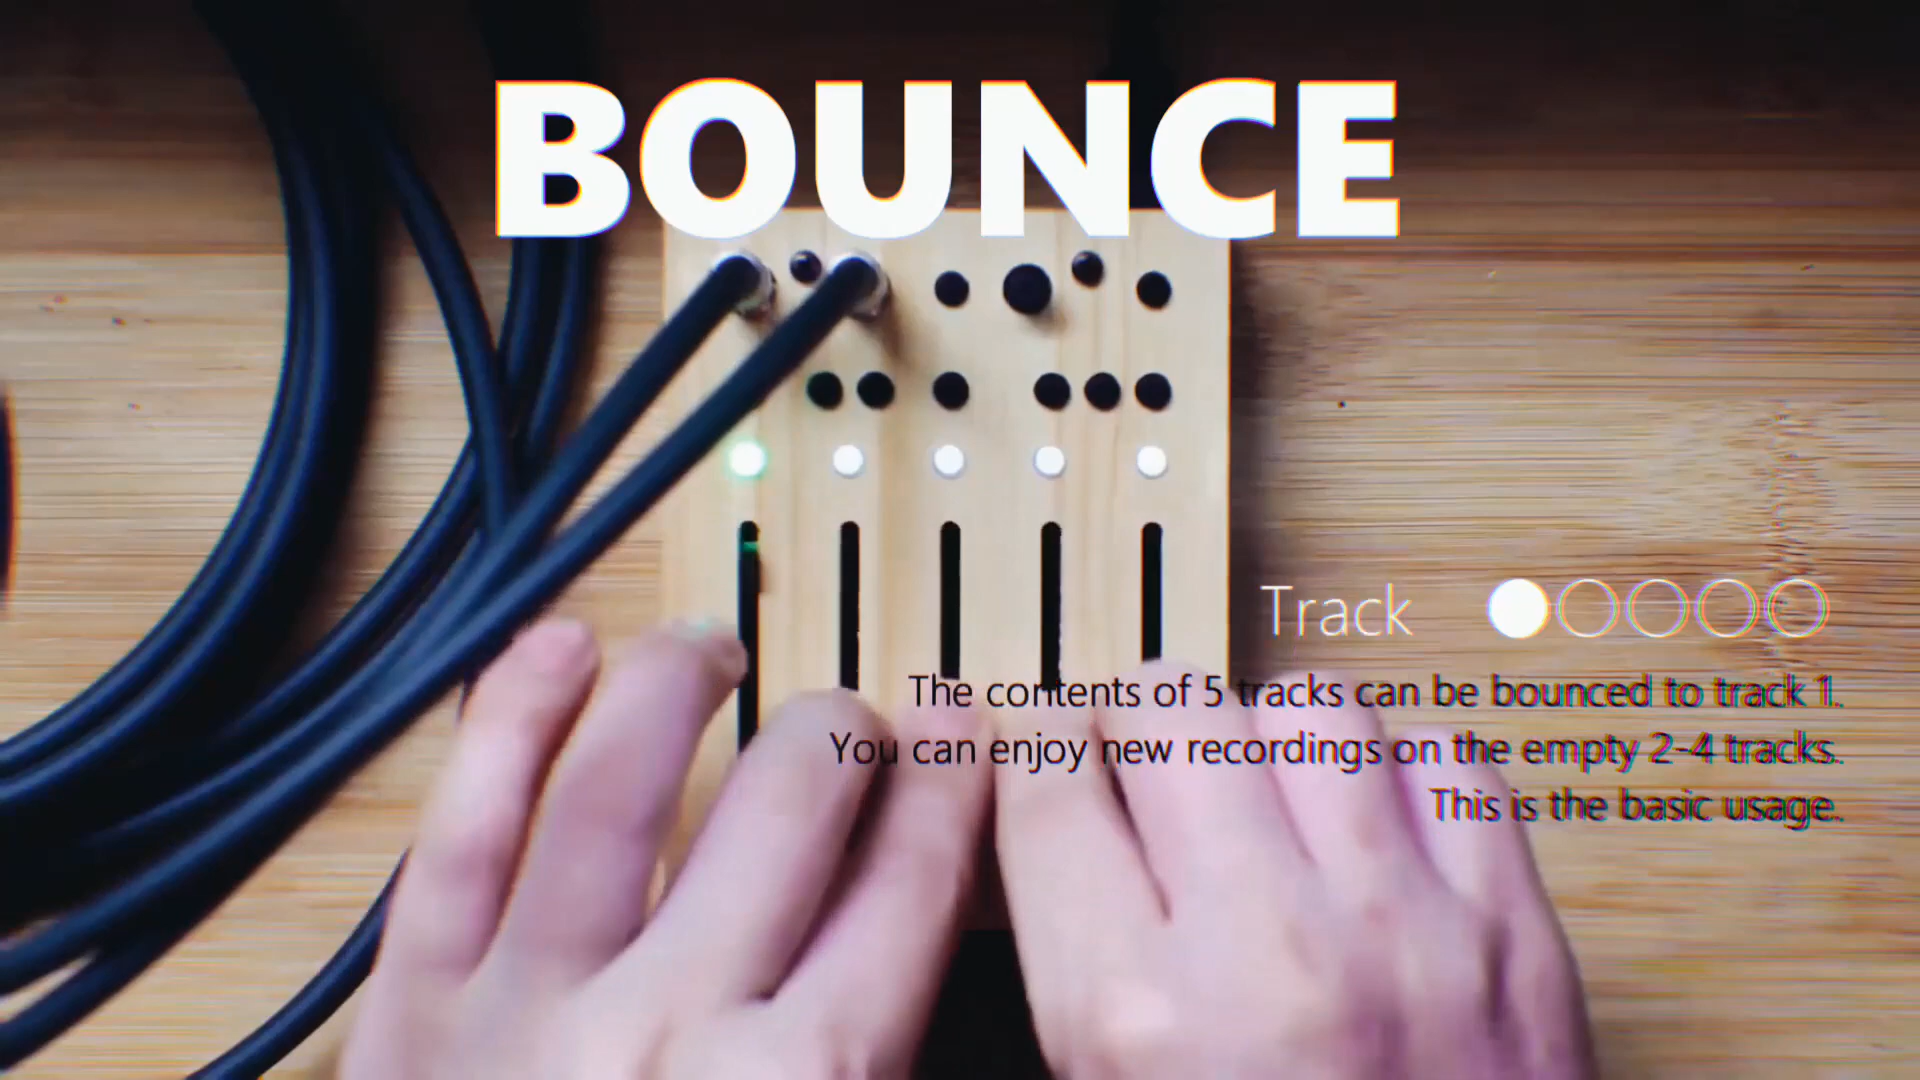 BOUNCE
Track
The contents of 5 tracks can be bounced to track 1.
You can enjoy new recordings on the empty 2-4 tracks.
This is the basic usage.